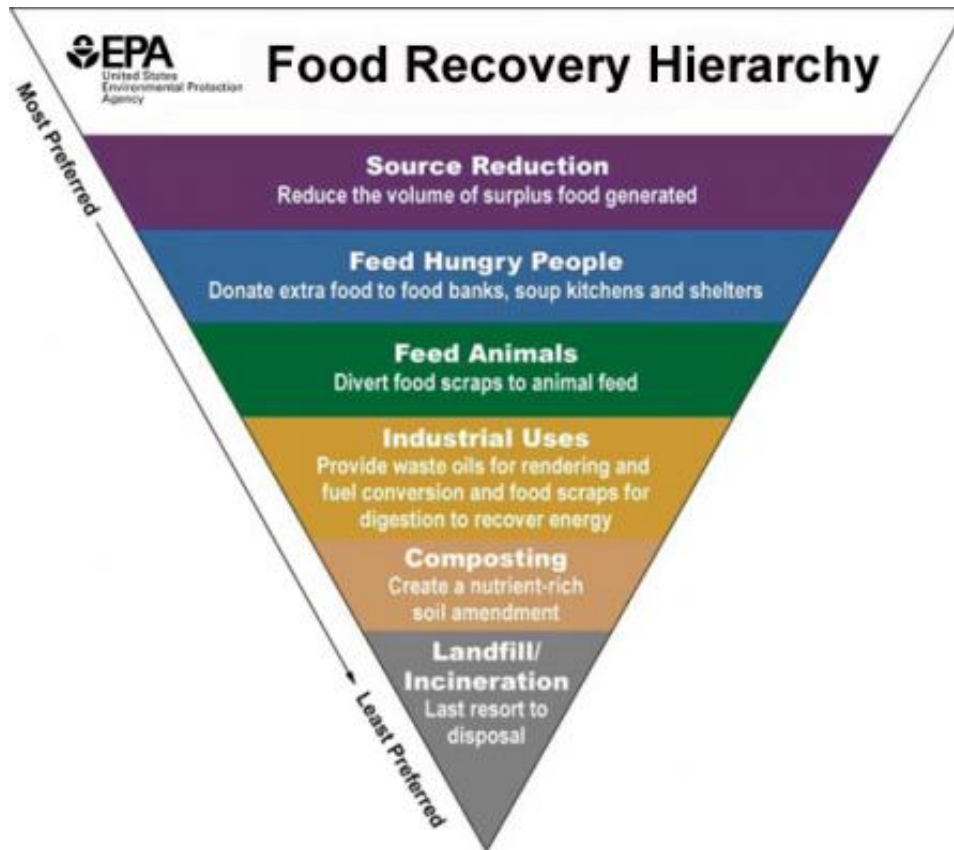 EPA
United States
Environmental Protection
Agency
Food Recovery Hierarchy
Most Preferred
Source Reduction
Reduce the volume of surplus food generated
Feed Hungry People
Donate extra food to food banks, soup kitchens and shelters
Feed Animals
Divert food scraps to animal feed
Industrial Uses
Provide waste oils for rendering and
fuel conversion and food scraps for
digestion to recover energy
Composting
Create a nutrient-rich
soil amendment
Landfill/
Incineration
Last resort to
disposal
Least Preferred